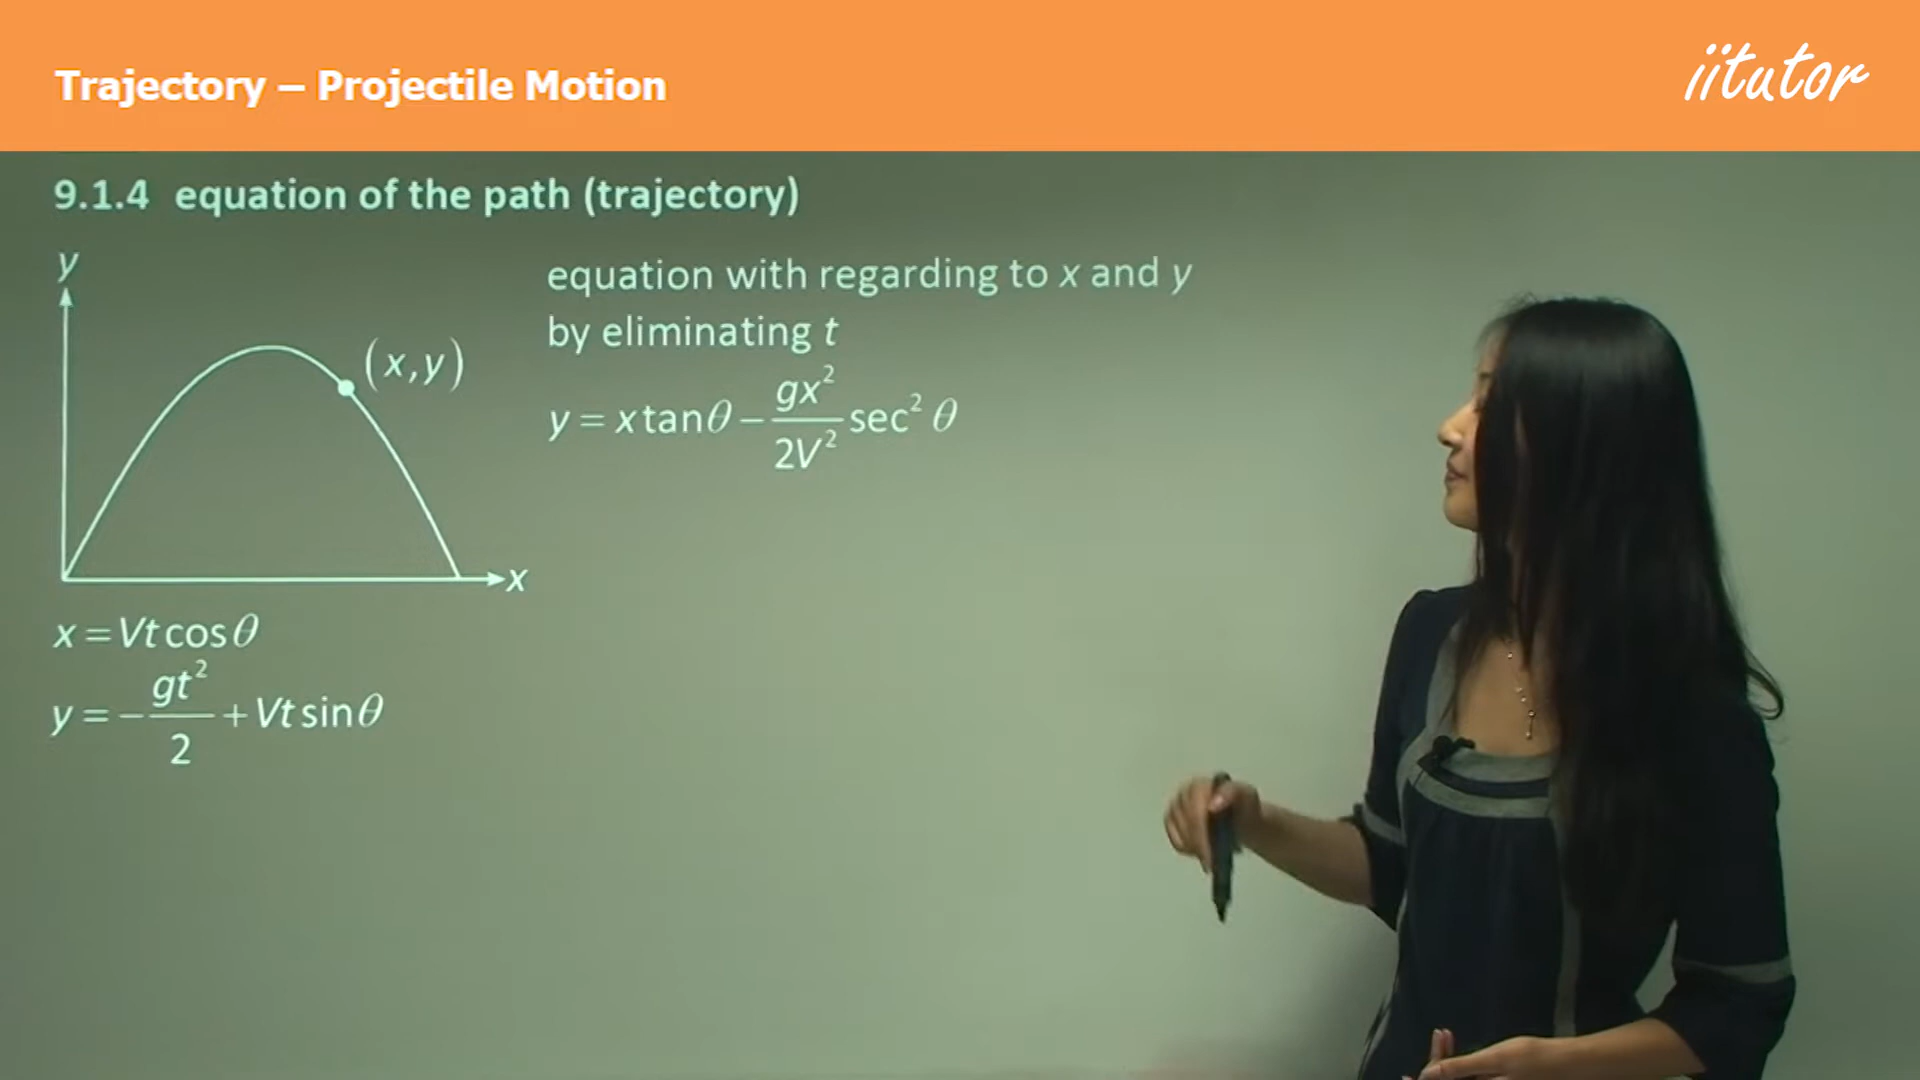 Trajectory – Projectile Motion
iitutor
9.1.4 equation of the path (trajectory)
y
(x,y)
x
equation with regarding to x and y
by eliminating t
y = x tanθ − gx²/2V² sec² θ
x = Vt cosθ
y = − gt²/2 + Vt sinθ